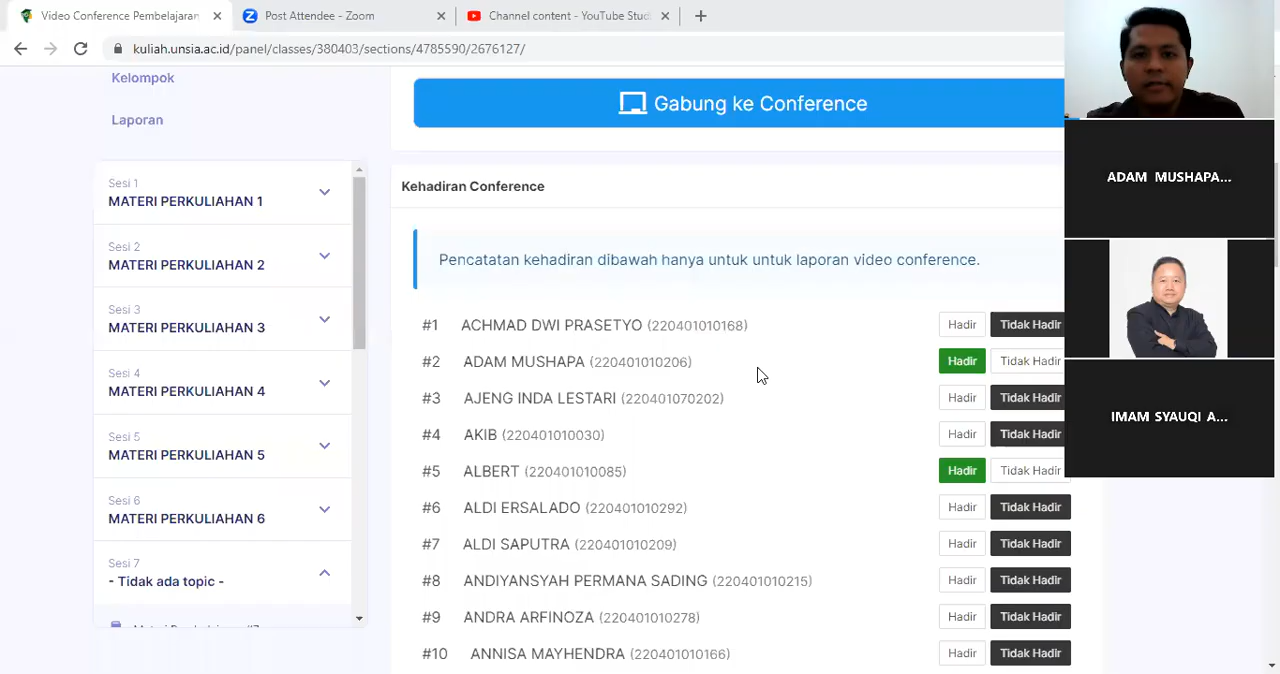 Video Conference Pembelajaran
Post Attendee - Zoom
Channel content - YouTube Stud
kuliah.unsia.ac.id/panel/classes/380403/sections/4785590/2676127/
Kelompok
Laporan
Gabung ke Conference
Sesi 1
MATERI PERKULIAHAN 1
Sesi 2
MATERI PERKULIAHAN 2
Sesi 3
MATERI PERKULIAHAN 3
Sesi 4
MATERI PERKULIAHAN 4
Sesi 5
MATERI PERKULIAHAN 5
Sesi 6
MATERI PERKULIAHAN 6
Sesi 7
- Tidak ada topic -
Kehadiran Conference
Pencatatan kehadiran dibawah hanya untuk untuk laporan video conference.
#1 ACHMAD DWI PRASETYO (220401010168) Hadir Tidak Hadir
#2 ADAM MUSHAPA (220401010206) Hadir Tidak Hadir
#3 AJENG INDA LESTARI (220401070202) Hadir Tidak Hadir
#4 AKIB (220401010030) Hadir Tidak Hadir
#5 ALBERT (220401010085) Hadir Tidak Hadir
#6 ALDI ERSALADO (220401010292) Hadir Tidak Hadir
#7 ALDI SAPUTRA (220401010209) Hadir Tidak Hadir
#8 ANDIYANSYAH PERMANA SADING (220401010215) Hadir Tidak Hadir
#9 ANDRA ARFINOZA (220401010278) Hadir Tidak Hadir
#10 ANNISA MAYHENDRA (220401010166) Hadir Tidak Hadir
ADAM MUSHAPA...
IMAM SYAUQI A...